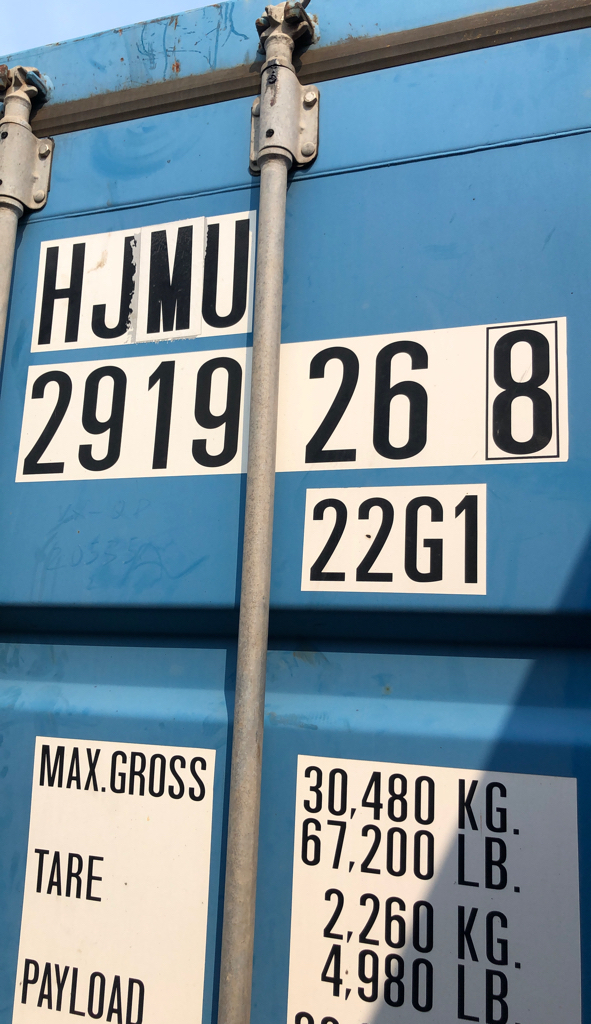 HJMU
2919 26 8
22G1
MAX.GROSS 30,480 KG.
67,200 LB.
TARE 2,260 KG.
4,980 LB.
PAYLOAD